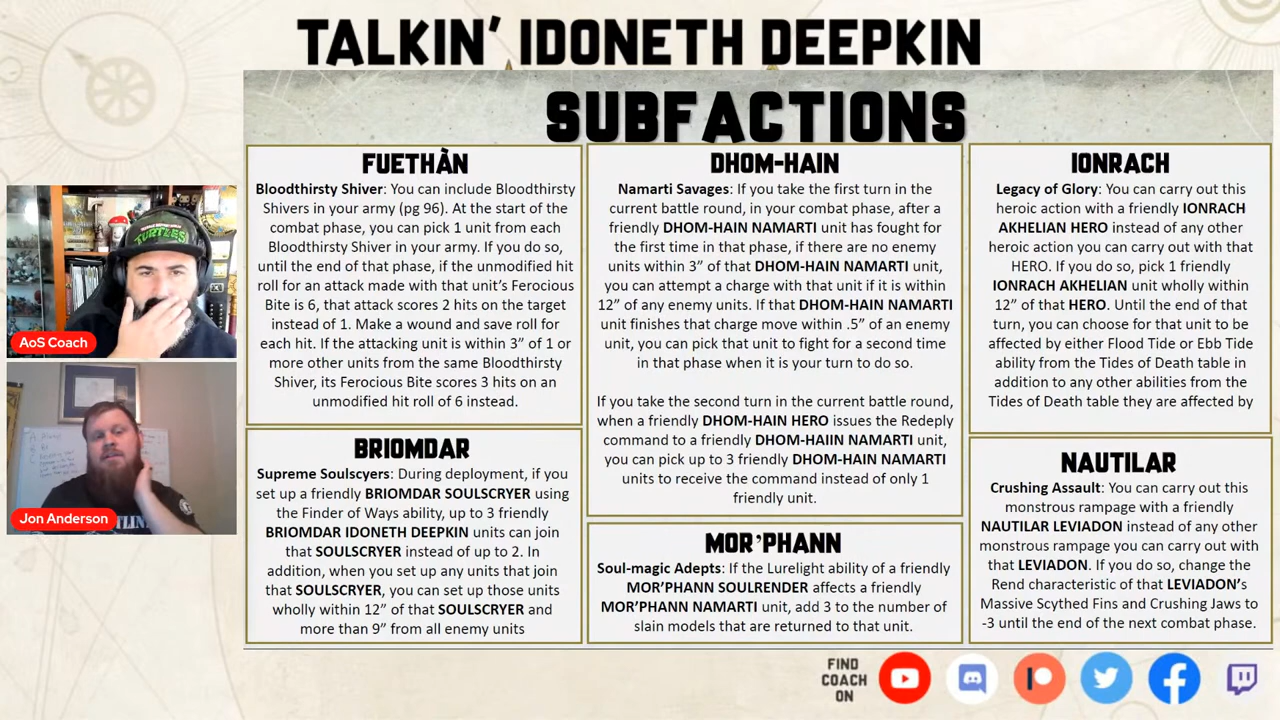 TALKIN' IDONETH DEEPKIN
SUBFACTIONS
FUETHÀN
Bloodthirsty Shiver: You can include Bloodthirsty
Shivers in your army (pg 96). At the start of the
combat phase, you can pick 1 unit from each
Bloodthirsty Shiver in your army. If you do so,
until the end of that phase, if the unmodified hit
roll for an attack made with that unit's Ferocious
Bite is 6, that attack scores 2 hits on the target
instead of 1. Make a wound and save roll for
each hit. If the attacking unit is within 3” of 1 or
more other units from the same Bloodthirsty
Shiver, its Ferocious Bite scores 3 hits on an
unmodified hit roll of 6 instead.
BRIOMDAR
Supreme Soulscyers: During deployment, if you
set up a friendly BRIOMDAR SOULSCRYER using
the Finder of Ways ability, up to 3 friendly
BRIOMDAR IDONETH DEEPKIN units can join
that SOULSCRYER instead of up to 2. In
addition, when you set up any units that join
that SOULSCRYER, you can set up those units
wholly within 12” of that SOULSCRYER and
more than 9” from all enemy units
DHOM-HAIN
Namarti Savages: If you take the first turn in the
current battle round, in your combat phase, after a
friendly DHOM-HAIN NAMARTI unit has fought for
the first time in that phase, if there are no enemy
units within 3” of that DHOM-HAIN NAMARTI unit,
you can attempt a charge with that unit if it is within
12” of any enemy units. If that DHOM-HAIN NAMARTI
unit finishes that charge move within .5” of an enemy
unit, you can pick that unit to fight for a second time
in that phase when it is your turn to do so.
If you take the second turn in the current battle round,
when a friendly DHOM-HAIN HERO issues the Redeply
command to a friendly DHOM-HAIIN NAMARTI unit,
you can pick up to 3 friendly DHOM-HAIN NAMARTI
units to receive the command instead of only 1
friendly unit.
MOR’PHANN
Soul-magic Adepts: If the Lurelight ability of a friendly
MOR’PHANN SOULRENDER affects a friendly
MOR’PHANN NAMARTI unit, add 3 to the number of
slain models that are returned to that unit.
IONRACH
Legacy of Glory: You can carry out this
heroic action with a friendly IONRACH
AKHELIAN HERO instead of any other
heroic action you can carry out with that
HERO. If you do so, pick 1 friendly
IONRACH AKHELIAN unit wholly within
12” of that HERO. Until the end of that
turn, you can choose for that unit to be
affected by either Flood Tide or Ebb Tide
ability from the Tides of Death table in
addition to any other abilities from the
Tides of Death table they are affected by
NAUTILAR
Crushing Assault: You can carry out this
monstrous rampage with a friendly
NAUTILAR LEVIADON instead of any other
monstrous rampage you can carry out with
that LEVIADON. If you do so, change the
Rend characteristic of that LEVIADON’s
Massive Scythed Fins and Crushing Jaws to
-3 until the end of the next combat phase.
TURTLES
AoS Coach
Jon Anderson
FIND
COACH
ON